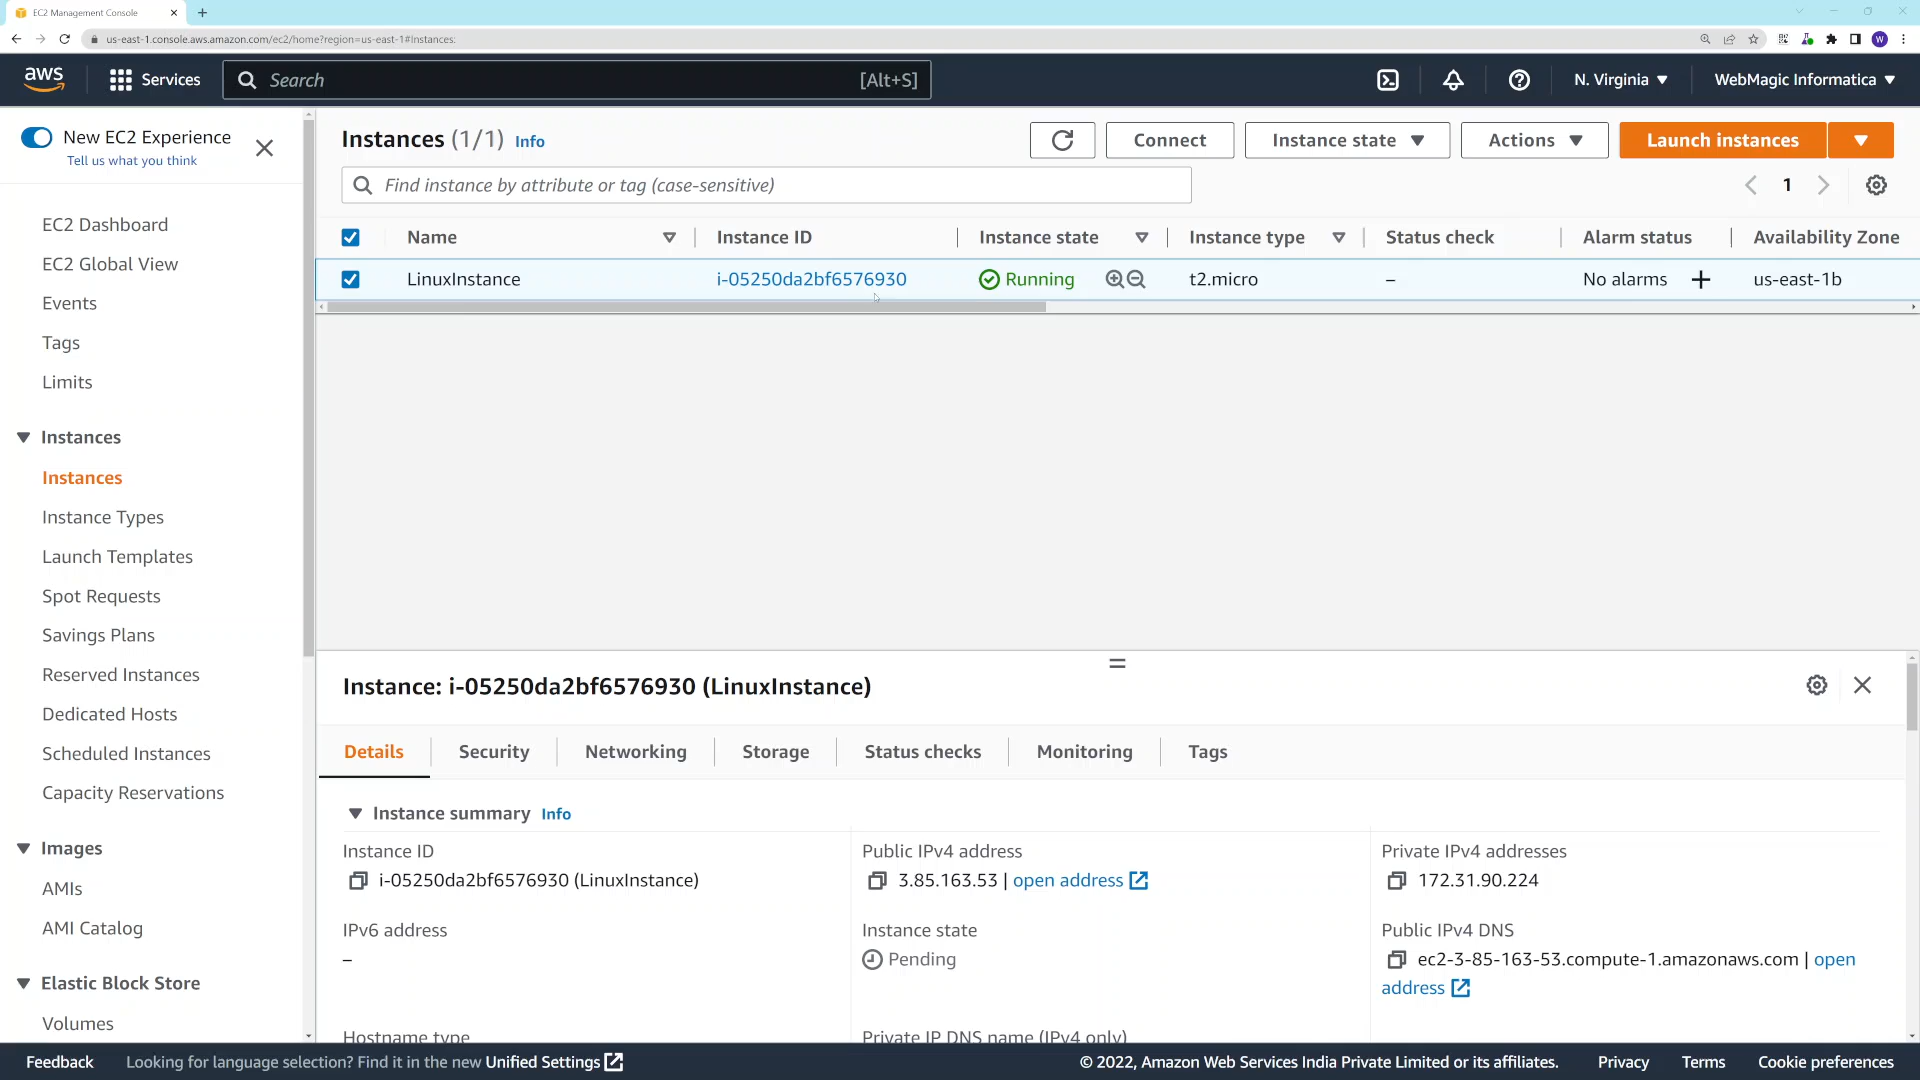 EC2 Management Console
us-east-1.console.aws.amazon.com/ec2/home?region=us-east-1#Instances:
W
aws
Services
Search
[Alt+S]
N. Virginia
WebMagic Informatica
New EC2 Experience
Tell us what you think
EC2 Dashboard
EC2 Global View
Events
Tags
Limits
Instances
Instances
Instance Types
Launch Templates
Spot Requests
Savings Plans
Reserved Instances
Dedicated Hosts
Scheduled Instances
Capacity Reservations
Images
AMIs
AMI Catalog
Elastic Block Store
Volumes
Instances (1/1) Info
Connect
Instance state
Actions
Launch instances
Find instance by attribute or tag (case-sensitive)
1
Name Instance ID Instance state Instance type Status check Alarm status Availability Zone
LinuxInstance i-05250da2bf6576930 Running t2.micro – No alarms + us-east-1b
Instance: i-05250da2bf6576930 (LinuxInstance)
Details Security Networking Storage Status checks Monitoring Tags
Instance summary Info
Instance ID
i-05250da2bf6576930 (LinuxInstance)
Public IPv4 address
3.85.163.53 | open address
Private IPv4 addresses
172.31.90.224
IPv6 address
–
Instance state
Pending
Public IPv4 DNS
ec2-3-85-163-53.compute-1.amazonaws.com | open
address
Hostname type
Private IP DNS name (IPv4 only)
Feedback
Looking for language selection? Find it in the new Unified Settings
© 2022, Amazon Web Services India Private Limited or its affiliates.
Privacy
Terms
Cookie preferences